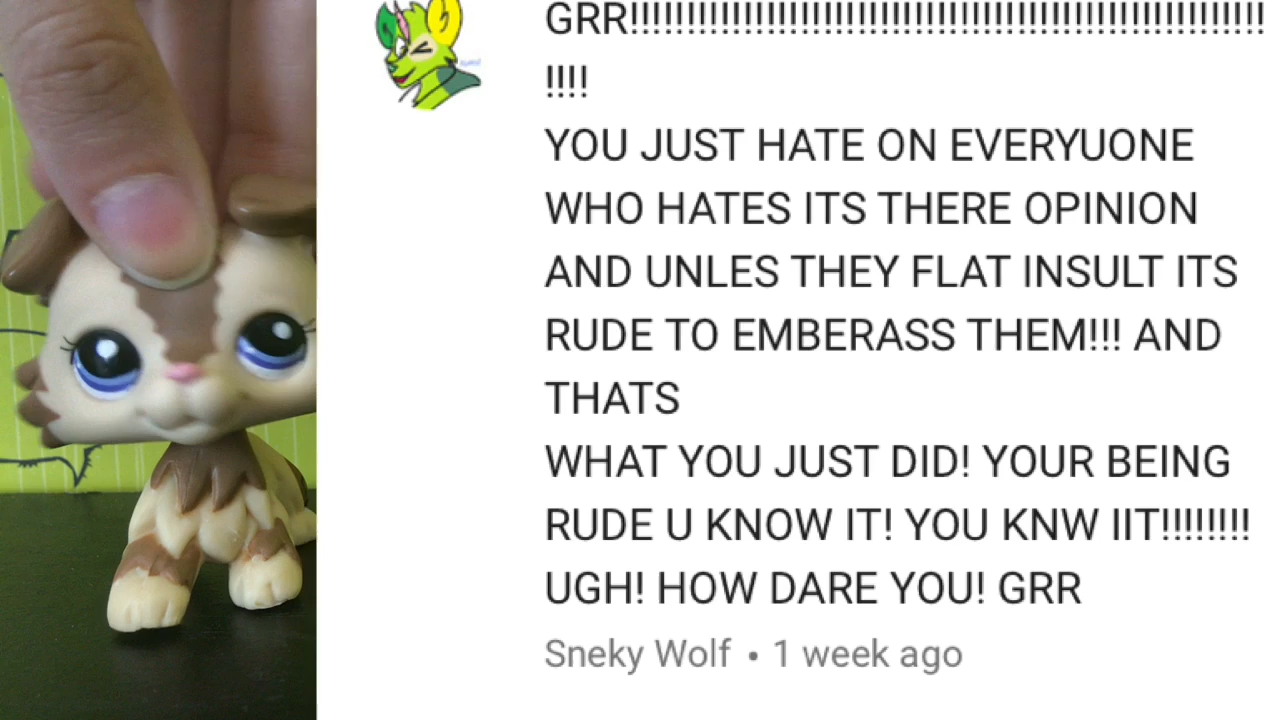 GRR!!!!!!!!!!!!!!!!!!!!!!!!!!!!!!!!!!!!!!!!!!!!!!!!!!!!!!!!!
!!!!
YOU JUST HATE ON EVERYUONE
WHO HATES ITS THERE OPINION
AND UNLES THEY FLAT INSULT ITS
RUDE TO EMBERASS THEM!!! AND
THATS
WHAT YOU JUST DID! YOUR BEING
RUDE U KNOW IT! YOU KNW IIT!!!!!!!!
UGH! HOW DARE YOU! GRR
Sneky Wolf • 1 week ago